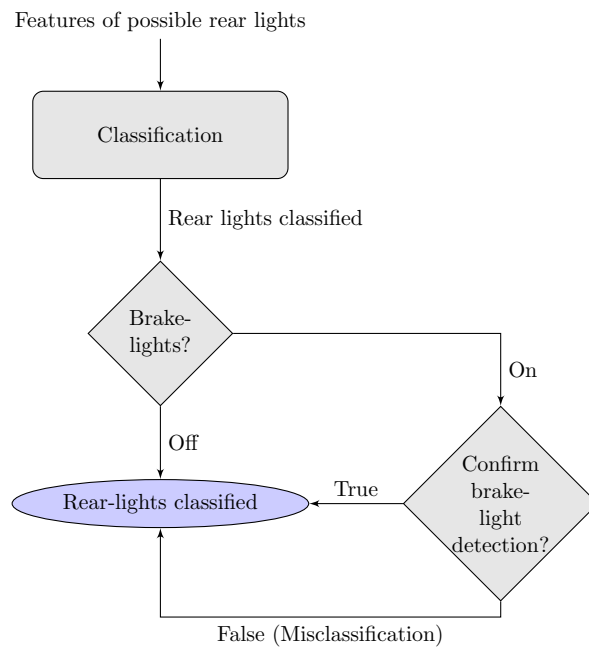 Features of possible rear lights
Classification
Rear lights classified
Brake-
lights?
On
Off
Confirm
brake-
light
detection?
True
Rear-lights classified
False (Misclassification)